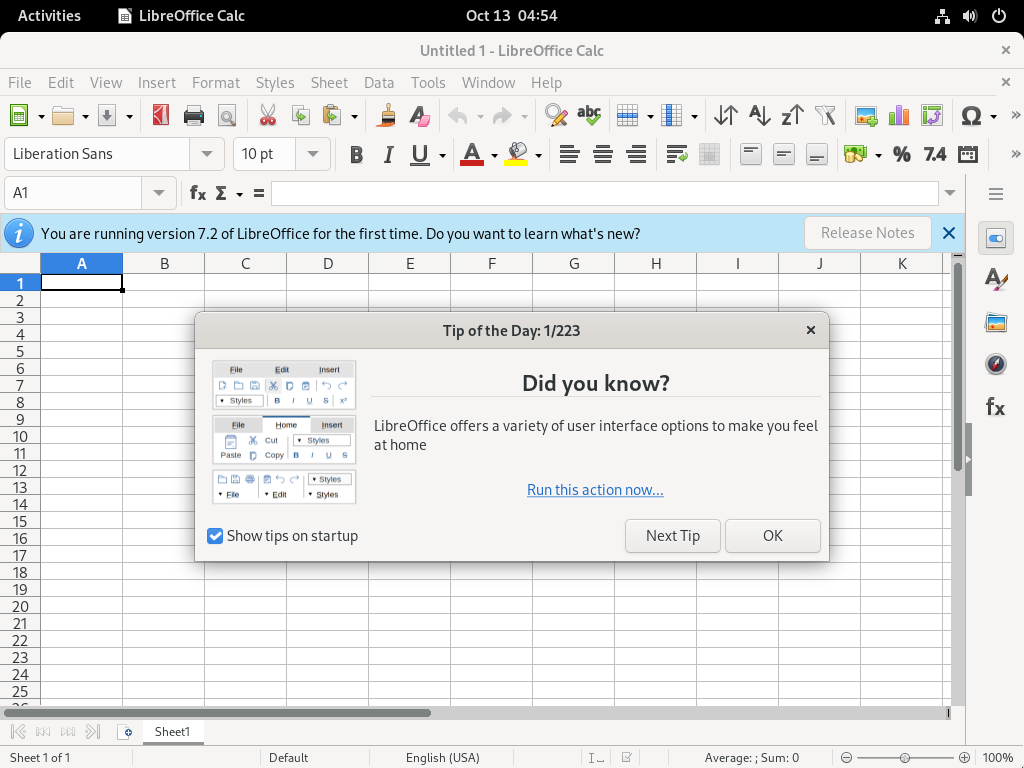 Activities LibreOffice Calc Oct 13 04:54
Untitled 1 - LibreOffice Calc
File Edit View Insert Format Styles Sheet Data Tools Window Help
abc Ω »
Liberation Sans 10 pt B I U A % 7.4 »
A1 fx Σ =
You are running version 7.2 of LibreOffice for the first time. Do you want to learn what's new? Release Notes
A B C D E F G H I J K
1
2
3
4
5
6
7
8
9
10
11
12
13
14
15
16
17
18
19
20
21
22
23
24
25
26
fx
Tip of the Day: 1/223
File Edit Insert
Styles B I U S x²
File Home Insert
Cut Styles
Paste Copy B I U S
Styles
File Edit Styles
Did you know?
LibreOffice offers a variety of user interface options to make you feel
at home
Run this action now...
Show tips on startup Next Tip OK
Sheet1
Sheet 1 of 1 Default English (USA) Average: ; Sum: 0 100%